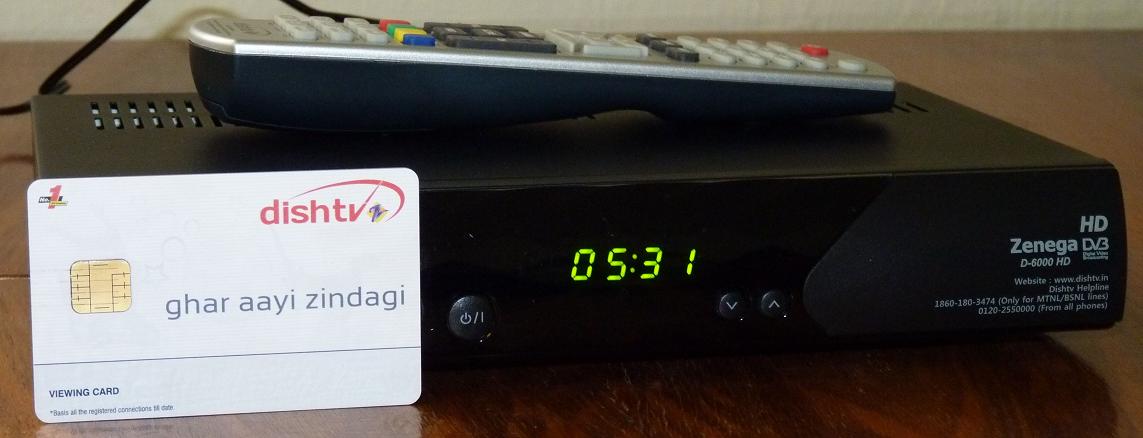 No.1
dishtv
ghar aayi zindagi
VIEWING CARD
*Basis all the registered connections till date.
05:31
HD
Zenega DVB
Digital Video
Broadcasting
D-6000 HD
Website : www.dishtv.in
Dishtv Helpline
1860-180-3474 (Only for MTNL/BSNL lines)
0120-2550000 (From all phones)